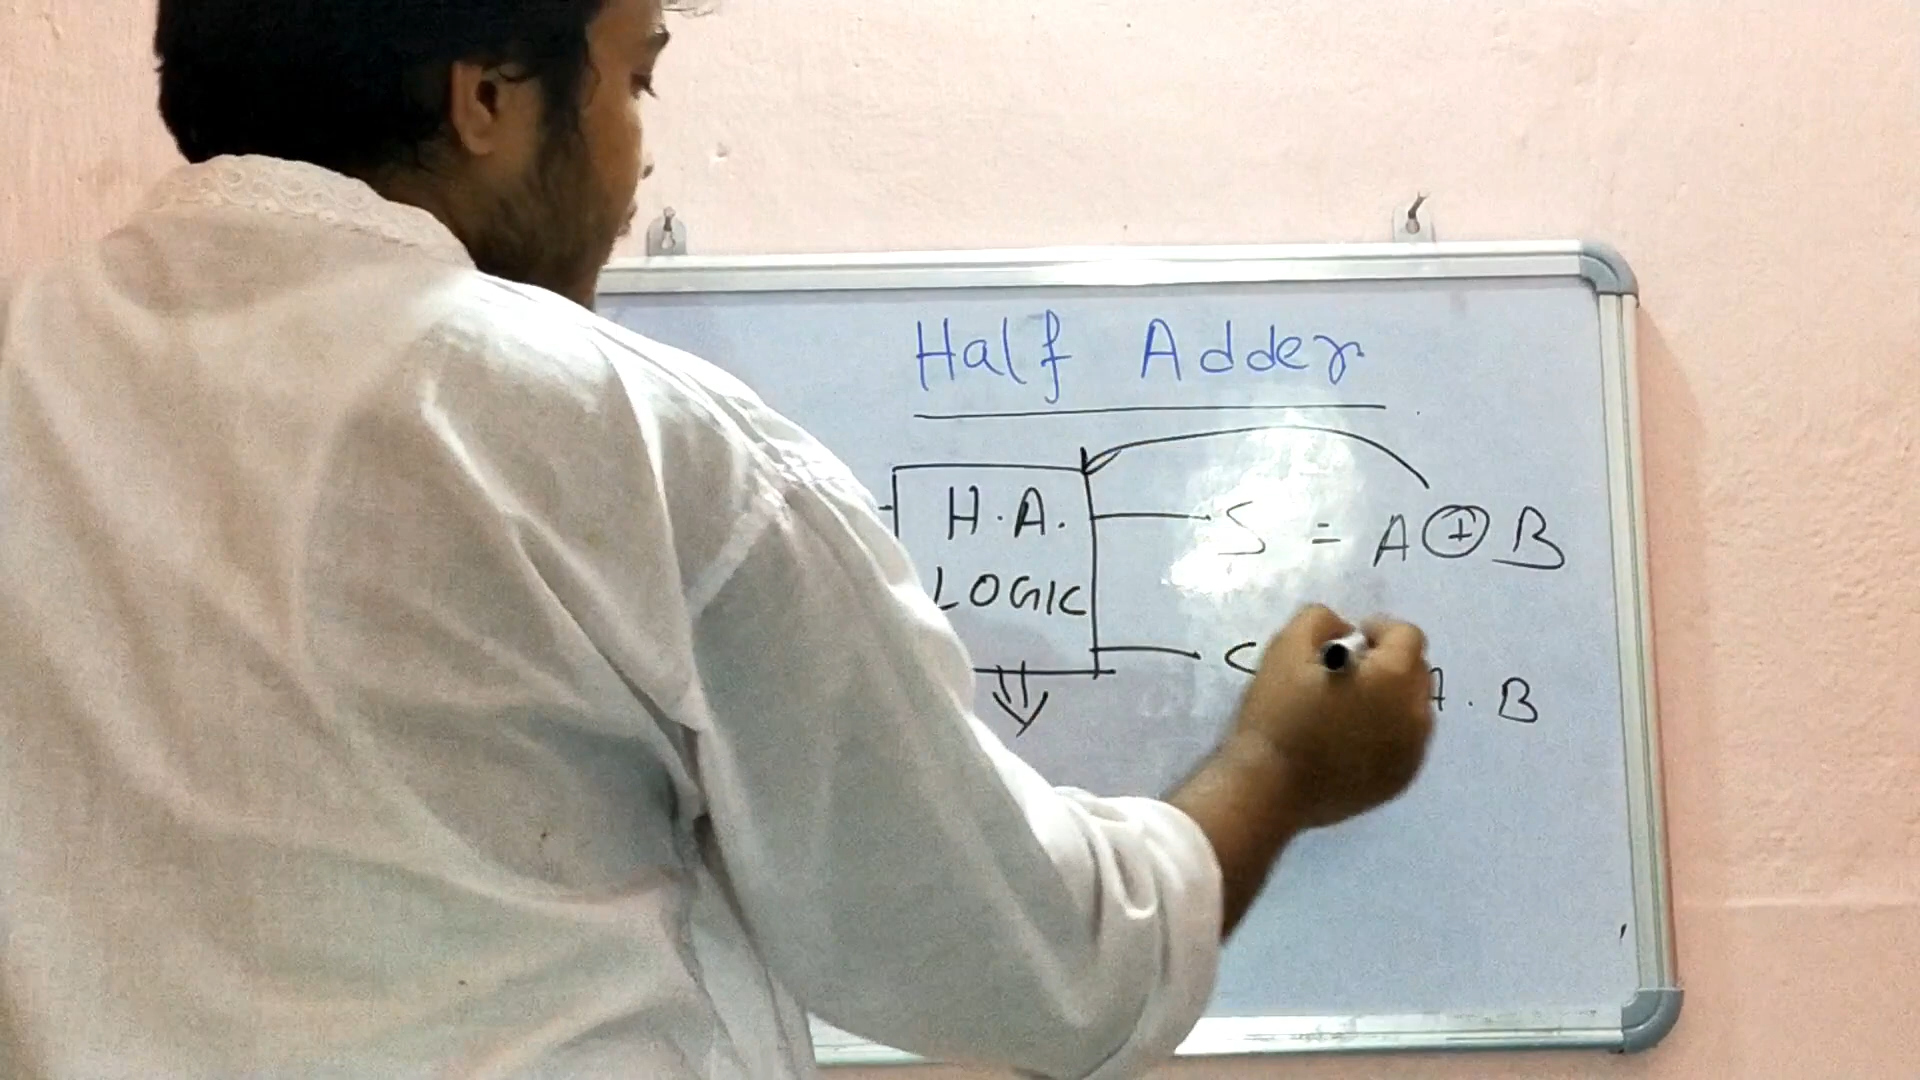 Half Adder
H.A.
LOGIC
S = A ⊕ B
C
A . B